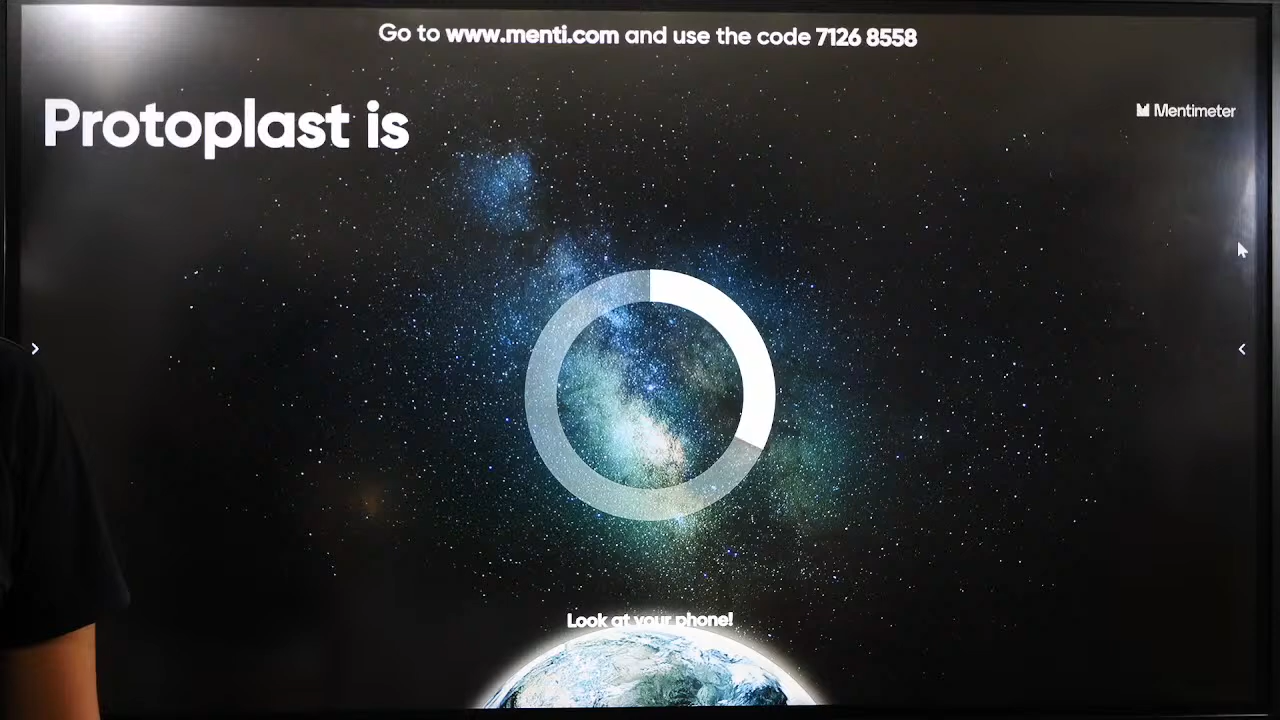 Go to www.menti.com and use the code 7126 8558
Protoplast is
Mentimeter
Look at your phone!